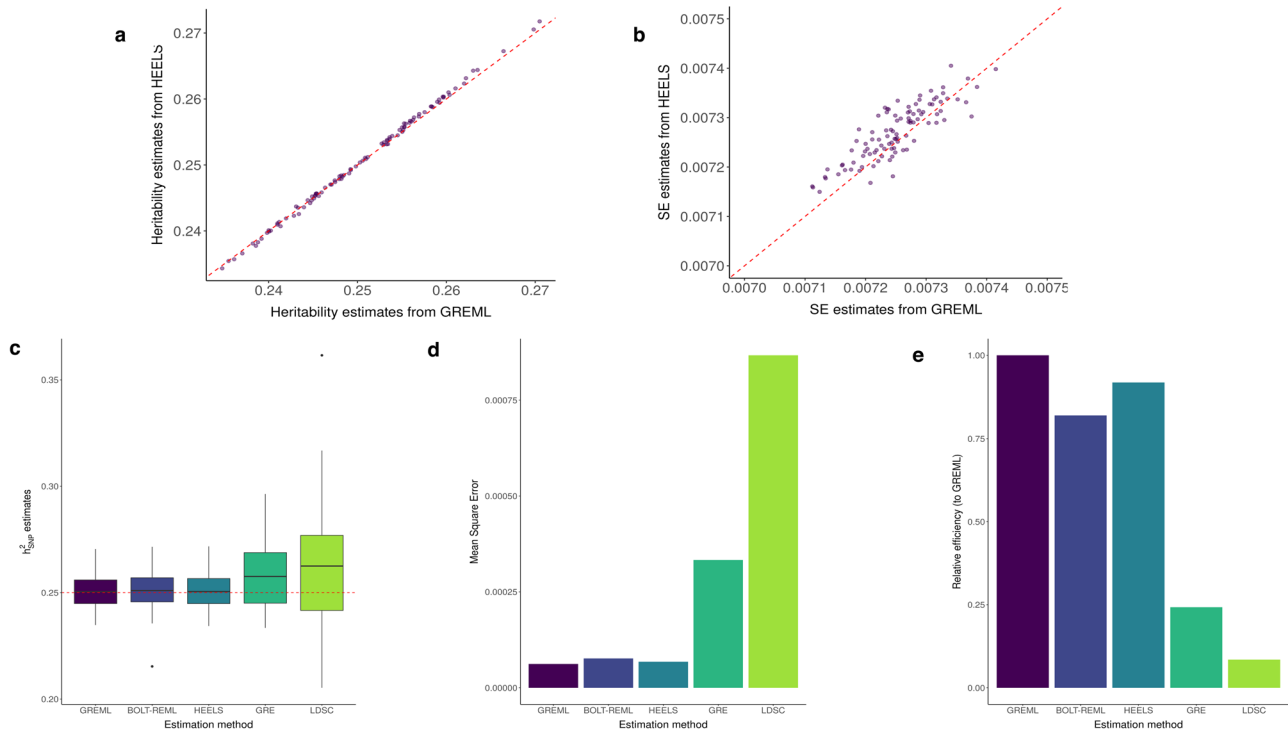 a
Heritability estimates from HEELS
0.27
0.26
0.25
0.24
0.24 0.25 0.26 0.27
Heritability estimates from GREML
b
SE estimates from HEELS
0.0075
0.0074
0.0073
0.0072
0.0071
0.0070
0.0070 0.0071 0.0072 0.0073 0.0074 0.0075
SE estimates from GREML
c
h²SNP estimates
0.35
0.30
0.25
0.20
GREML BOLT-REML HEELS GRE LDSC
Estimation method
d
Mean Square Error
0.00075
0.00050
0.00025
0.00000
GREML BOLT-REML HEELS GRE LDSC
Estimation method
e
Relative efficiency (to GREML)
1.00
0.75
0.50
0.25
0.00
GREML BOLT-REML HEELS GRE LDSC
Estimation method